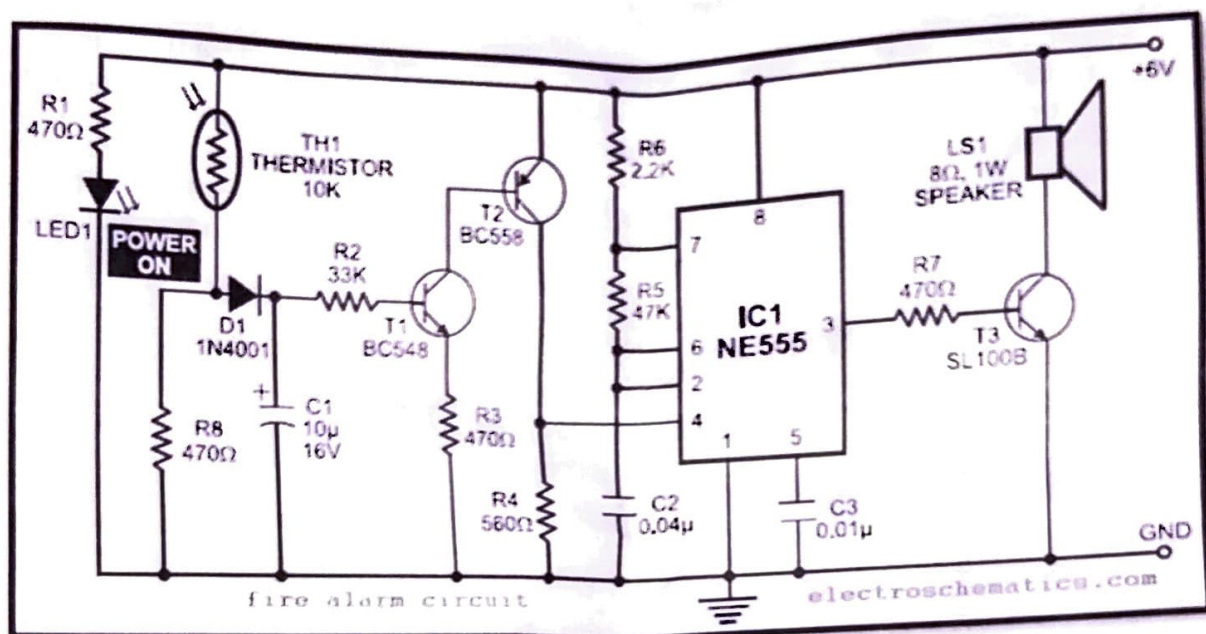 +6V
R1
470Ω
TH1
THERMISTOR
10K
LED1
POWER
ON
R2
33K
D1
1N4001
T1
BC548
T2
BC558
R6
2.2K
R5
47K
7
6
2
4
8
3
1
5
IC1
NE555
LS1
8Ω, 1W
SPEAKER
R7
470Ω
T3
SL100B
R8
470Ω
+
C1
10μ
16V
R3
470Ω
R4
560Ω
C2
0.04μ
C3
0.01μ
GND
fire alarm circuit
electroschematics.com